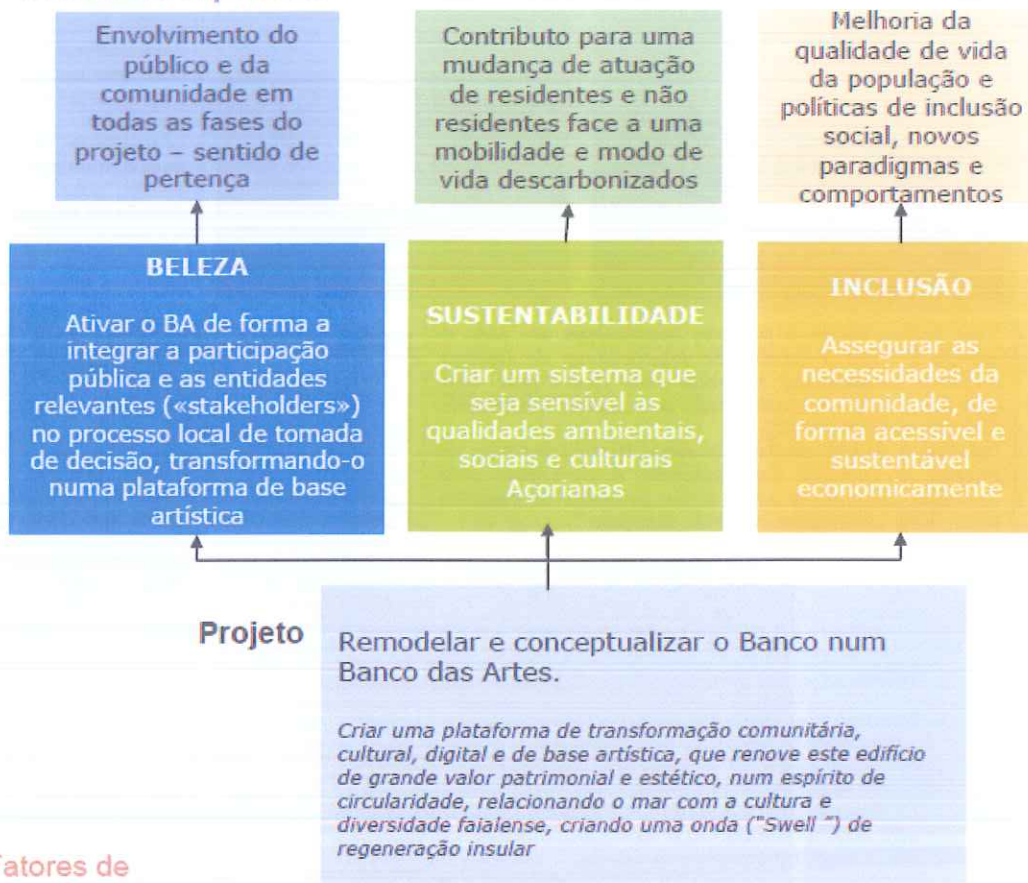 Envolvimento do
público e da
comunidade em
todas as fases do
projeto – sentido de
pertença
Contributo para uma
mudança de atuação
de residentes e não
residentes face a uma
mobilidade e modo de
vida descarbonizados
Melhoria da
qualidade de vida
da população e
políticas de inclusão
social, novos
paradigmas e
comportamentos
BELEZA
Ativar o BA de forma a
integrar a participação
pública e as entidades
relevantes («stakeholders»)
no processo local de tomada
de decisão, transformando-o
numa plataforma de base
artística
SUSTENTABILIDADE
Criar um sistema que
seja sensível às
qualidades ambientais,
sociais e culturais
Açorianas
INCLUSÃO
Assegurar as
necessidades da
comunidade, de
forma acessível e
sustentável
economicamente
Projeto
Remodelar e conceptualizar o Banco num
Banco das Artes.
Criar uma plataforma de transformação comunitária,
cultural, digital e de base artística, que renove este edifício
de grande valor patrimonial e estético, num espírito de
circularidade, relacionando o mar com a cultura e
diversidade faialense, criando uma onda ("Swell ") de
regeneração insular
Fatores de